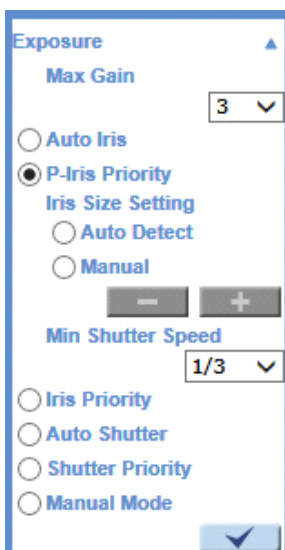 Exposure
Max Gain
3
Auto Iris
P-Iris Priority
Iris Size Setting
Auto Detect
Manual
− +
Min Shutter Speed
1/3
Iris Priority
Auto Shutter
Shutter Priority
Manual Mode